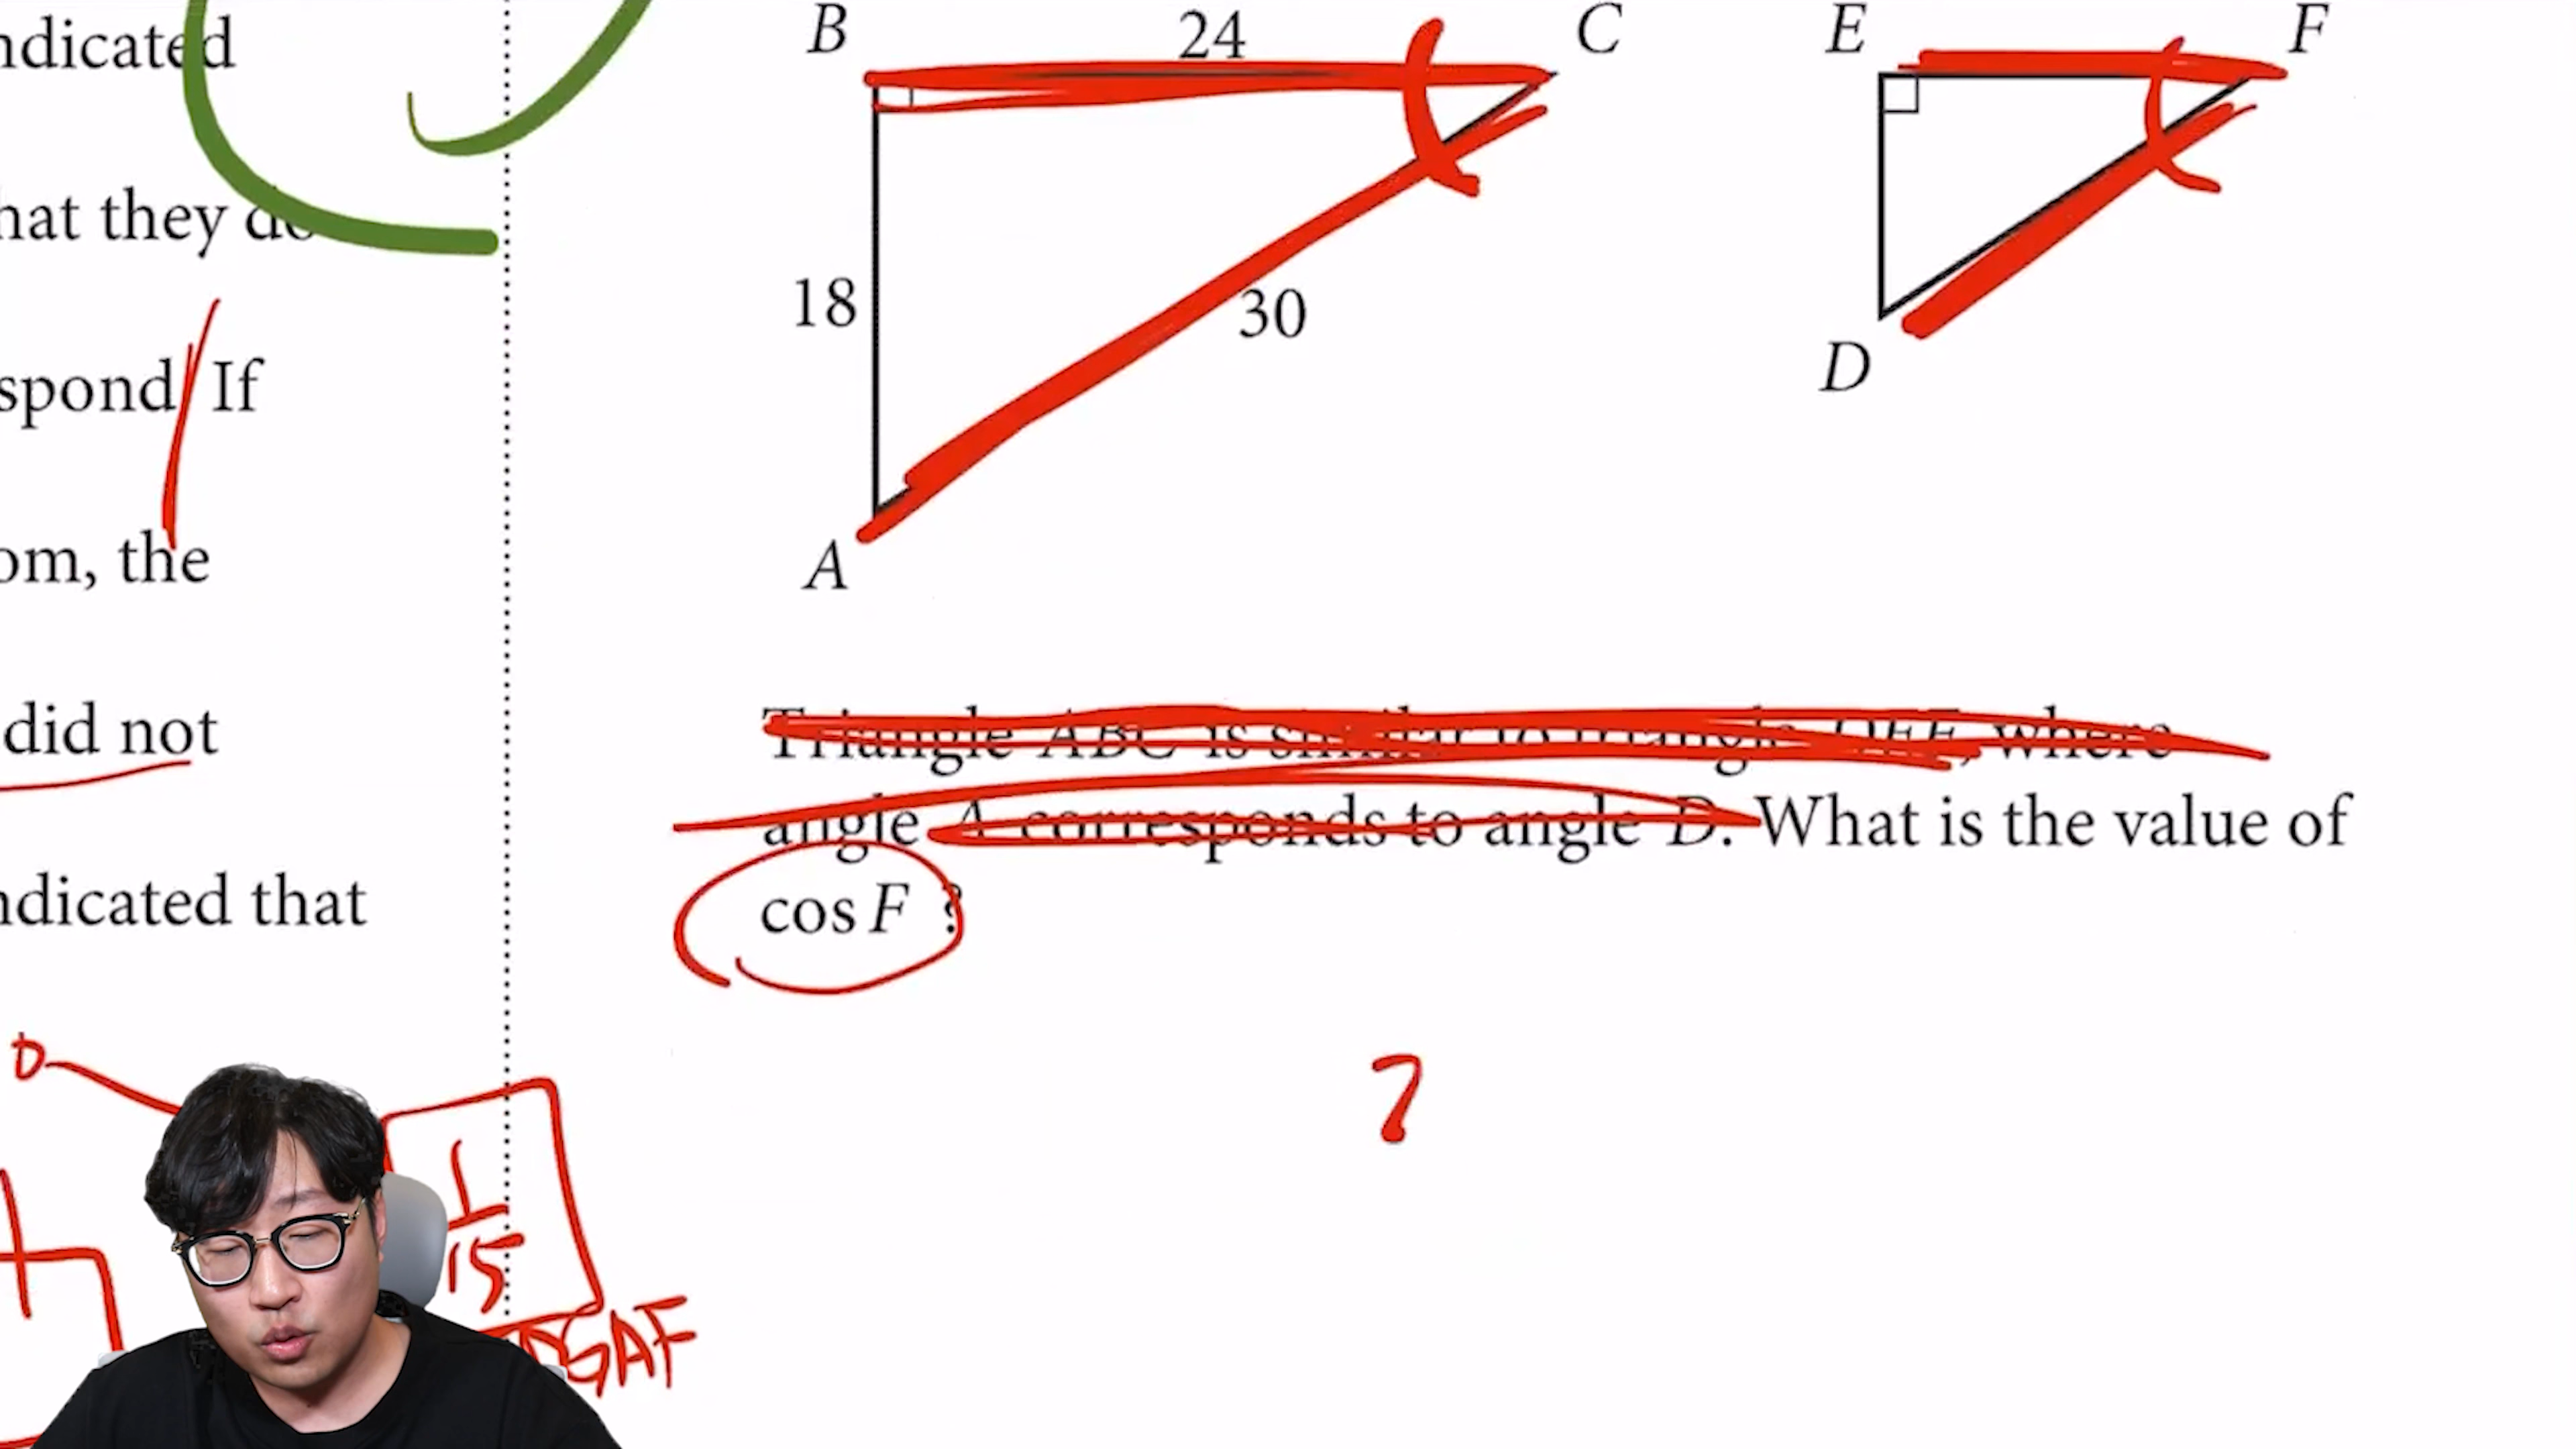 ndicated
hat they do
spond. If
om, the
did not
ndicated that
B
24
C
18
30
A
E
F
D
Triangle ABC is similar to triangle DEF, where
angle A corresponds to angle D. What is the value of
cos F ?
?
0
1
15